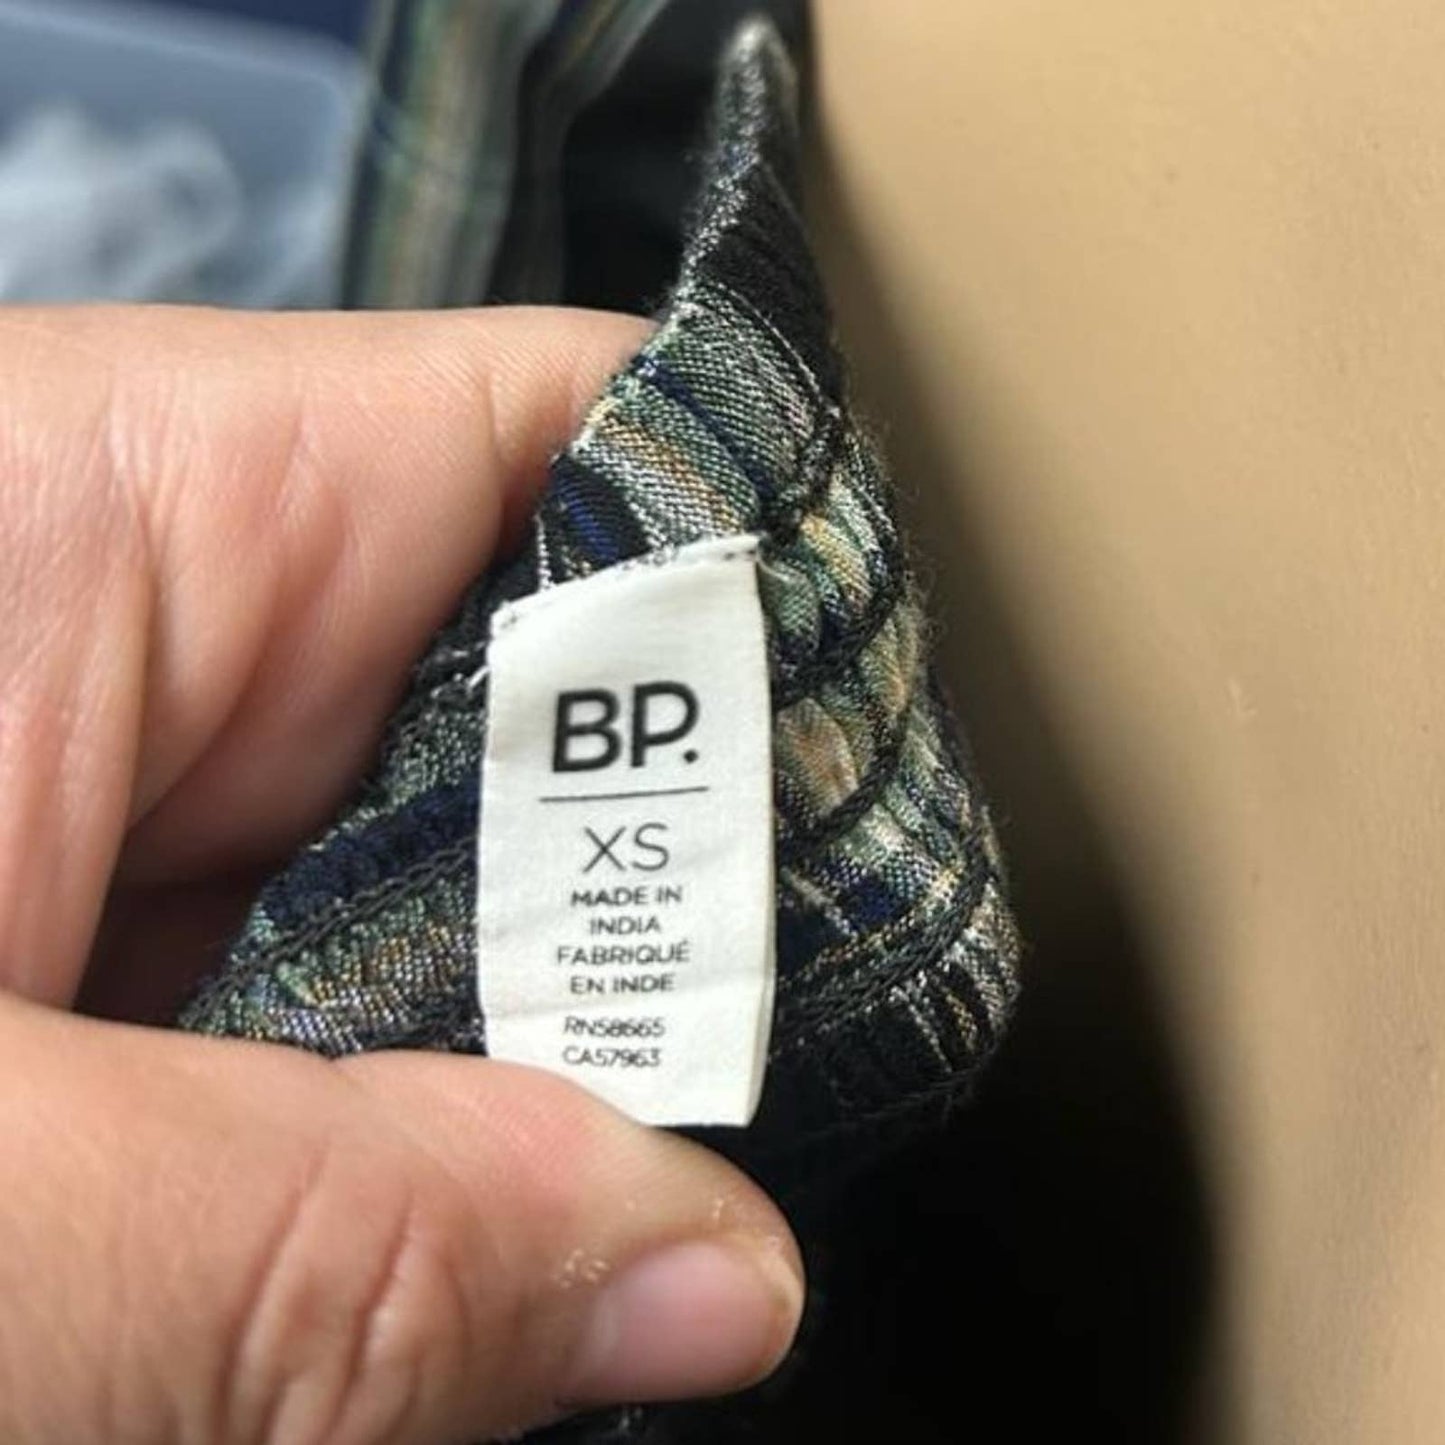 BP.
XS
MADE IN
INDIA
FABRIQUÉ
EN INDE
RN58665
CA57963